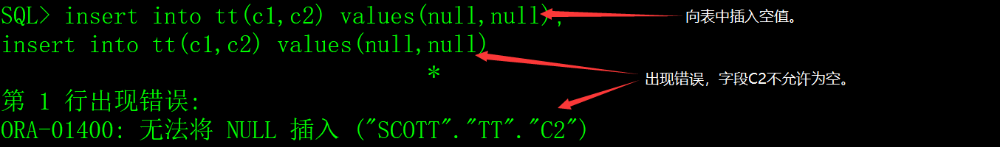 SQL> insert into tt(c1,c2) values(null,null);
向表中插入空值。
insert into tt(c1,c2) values(null,null)
*
出现错误，字段C2不允许为空。
第 1 行出现错误:
ORA-01400: 无法将 NULL 插入 ("SCOTT"."TT"."C2")